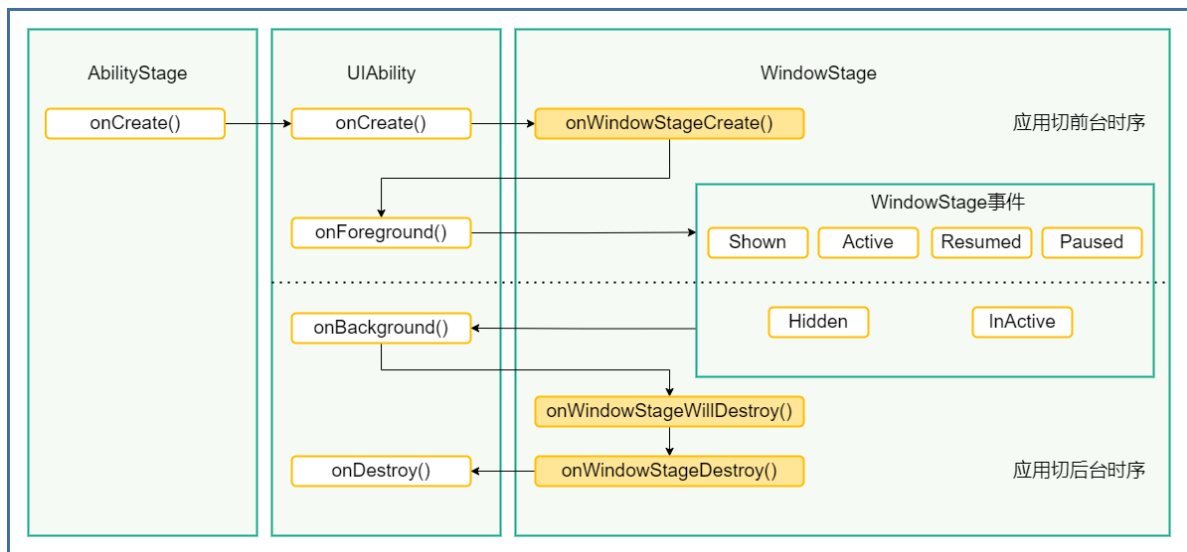 AbilityStage
UIAbility
WindowStage
onCreate()
onCreate()
onWindowStageCreate()
应用切前台时序
WindowStage事件
onForeground()
Shown
Active
Resumed
Paused
onBackground()
Hidden
InActive
onWindowStageWillDestroy()
onDestroy()
onWindowStageDestroy()
应用切后台时序